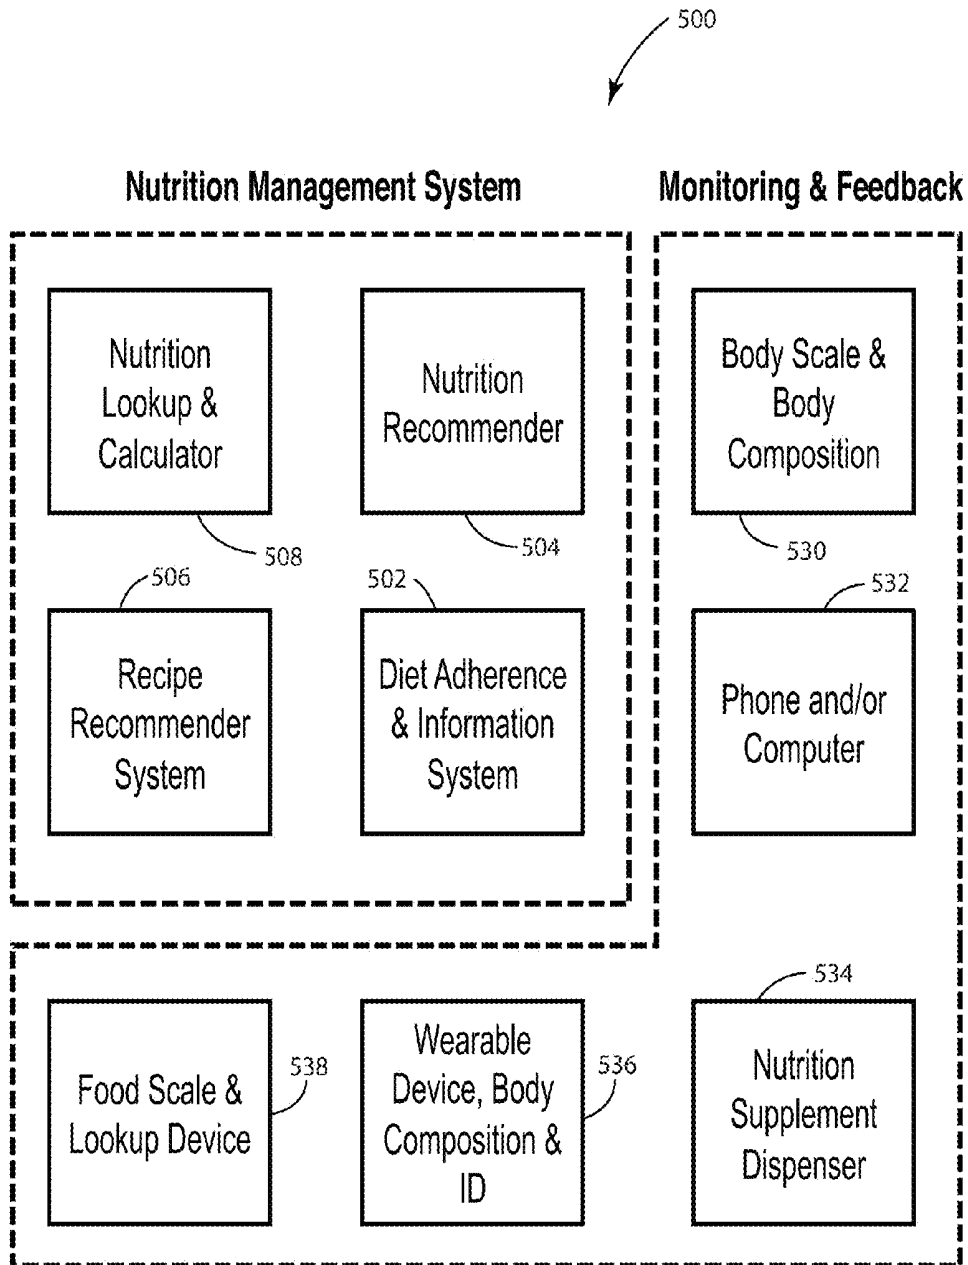 500
Nutrition Management System
Monitoring & Feedback
Nutrition
Lookup &
Calculator
508
Nutrition
Recommender
504
Body Scale &
Body
Composition
530
506
Recipe
Recommender
System
502
Diet Adherence
& Information
System
532
Phone and/or
Computer
Food Scale &
Lookup Device
538
Wearable
Device, Body
Composition &
ID
536
534
Nutrition
Supplement
Dispenser